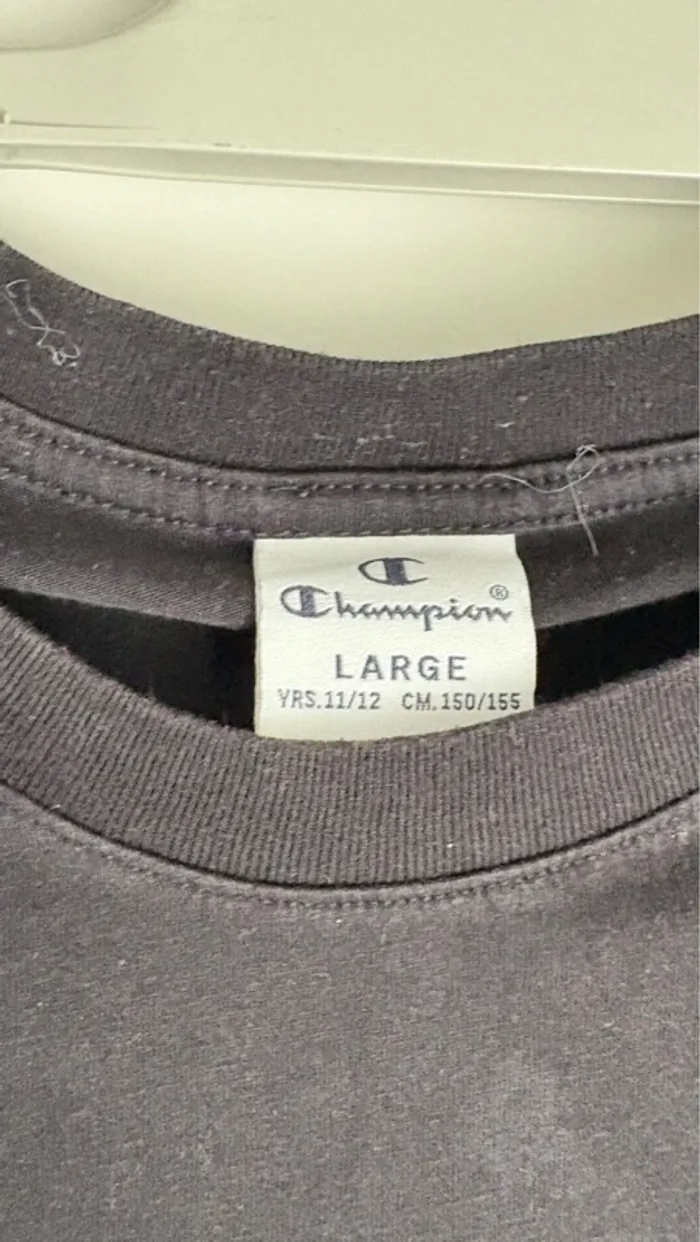 Champion®
LARGE
YRS.11/12 CM.150/155